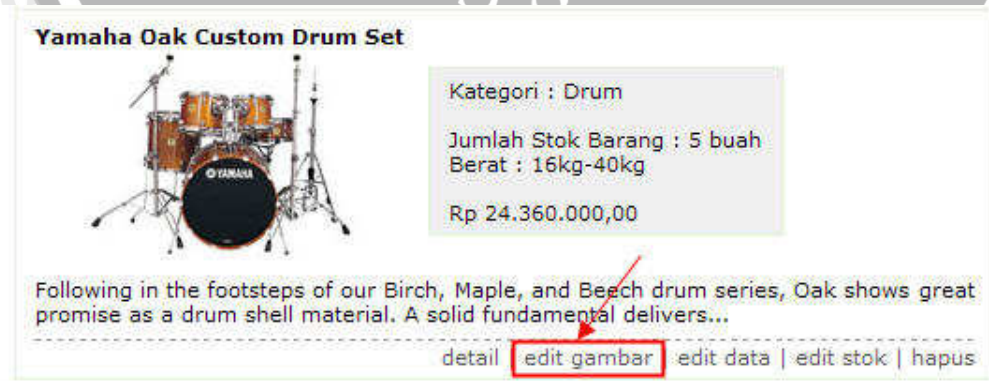 Yamaha Oak Custom Drum Set
YAMAHA
Kategori : Drum
Jumlah Stok Barang : 5 buah
Berat : 16kg-40kg
Rp 24.360.000,00
Following in the footsteps of our Birch, Maple, and Beech drum series, Oak shows great
promise as a drum shell material. A solid fundamental delivers...
detail | edit gambar | edit data | edit stok | hapus